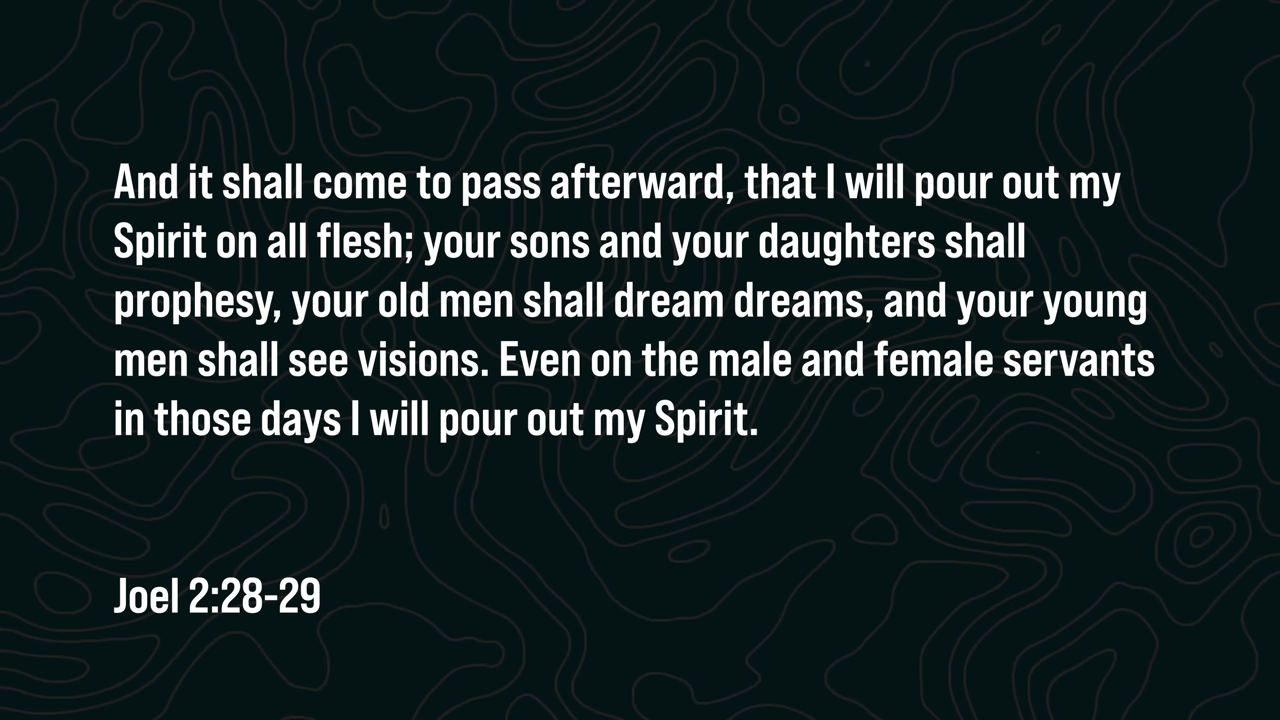 And it shall come to pass afterward, that I will pour out my
Spirit on all flesh; your sons and your daughters shall
prophesy, your old men shall dream dreams, and your young
men shall see visions. Even on the male and female servants
in those days I will pour out my Spirit.
Joel 2:28-29